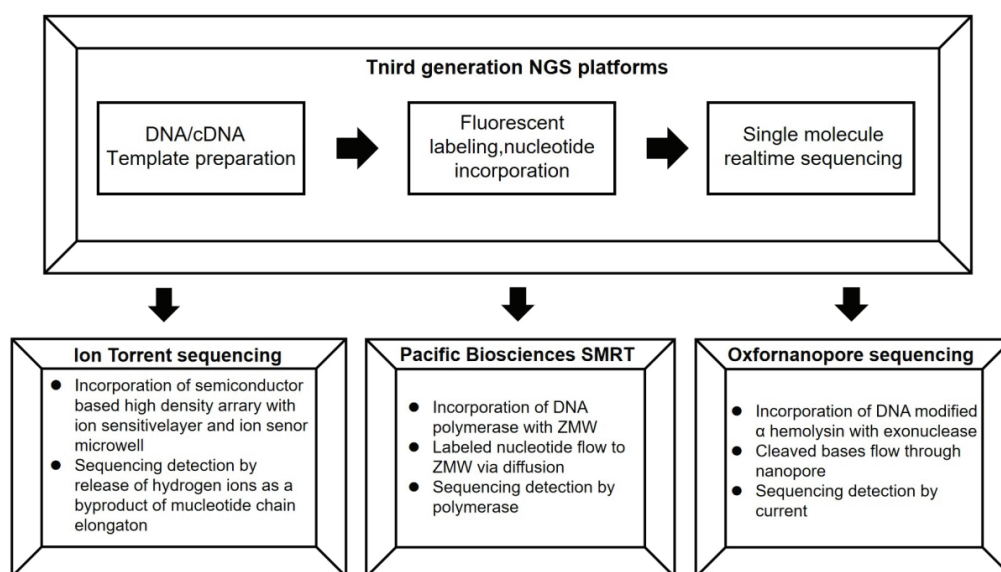 Tnird generation NGS platforms
DNA/cDNA
Template preparation
Fluorescent
labeling,nucleotide
incorporation
Single molecule
realtime sequencing
Ion Torrent sequencing
● Incorporation of semiconductor
based high density arrary with
ion sensitivelayer and ion senor
microwell
● Sequencing detection by
release of hydrogen ions as a
byproduct of mucleotide chain
elongaton
Pacific Biosciences SMRT
● Incorporation of DNA
polymerase with ZMW
● Labeled nucleotide flow to
ZMW via diffusion
● Sequencing detection by
polymerase
Oxfornanopore sequencing
● Incorporation of DNA modified
α hemolysin with exonuclease
● Cleaved bases flow through
nanopore
● Sequencing detection by
current